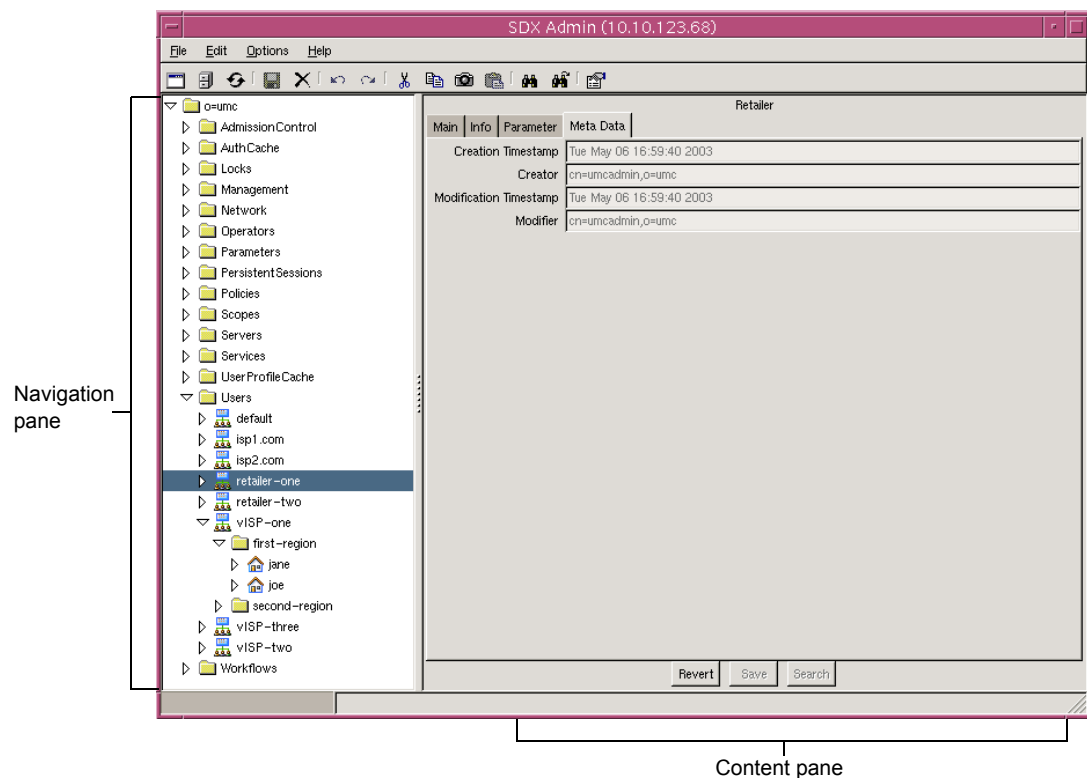 SDX Admin (10.10.123.68)
File Edit Options Help
o=umc
AdmissionControl
AuthCache
Locks
Management
Network
Operators
Parameters
PersistentSessions
Policies
Scopes
Servers
Services
UserProfileCache
Users
default
isp1.com
isp2.com
retailer-one
retailer-two
vISP-one
first-region
jane
joe
second-region
vISP-three
vISP-two
Workflows
Retailer
Main Info Parameter Meta Data
Creation Timestamp Tue May 06 16:59:40 2003
Creator cn=umcadmin,o=umc
Modification Timestamp Tue May 06 16:59:40 2003
Modifier cn=umcadmin,o=umc
Revert Save Search
Navigation
pane
Content pane